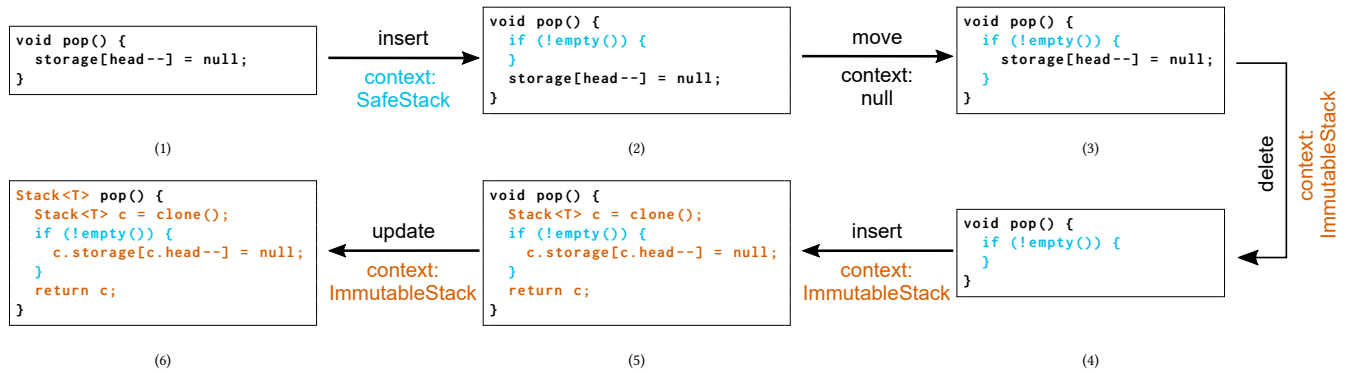 void pop() {
  storage[head--] = null;
}
(1)
insert
context:
SafeStack
void pop() {
  if (!empty()) {
  }
  storage[head--] = null;
}
(2)
move
context:
null
void pop() {
  if (!empty()) {
    storage[head--] = null;
  }
}
(3)
delete
context:
ImmutableStack
void pop() {
  if (!empty()) {
  }
}
(4)
insert
context:
ImmutableStack
void pop() {
  Stack<T> c = clone();
  if (!empty()) {
    c.storage[c.head--] = null;
  }
  return c;
}
(5)
update
context:
ImmutableStack
Stack<T> pop() {
  Stack<T> c = clone();
  if (!empty()) {
    c.storage[c.head--] = null;
  }
  return c;
}
(6)